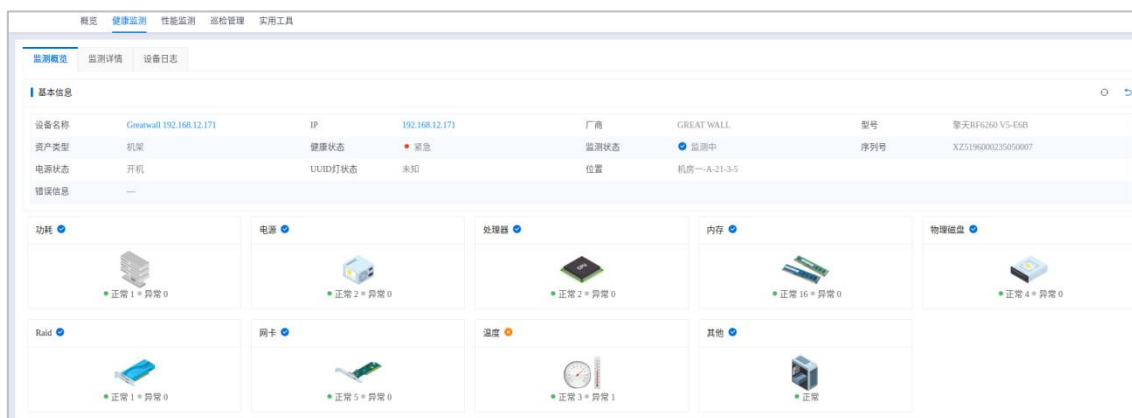 概览 健康监测 性能监测 巡检管理 实用工具
监测概览 监测详情 设备日志
基本信息
设备名称 Greatwall 192.168.12.171 IP 192.168.12.171 厂商 GREAT WALL 型号 擎天RF6260 V5-E6B
资产类型 机架 健康状态 紧急 监测状态 监测中 序列号 XZ5196000235050007
电源状态 开机 UUID灯状态 未知 位置 机房一-A-21-3-5
错误信息 —
功耗 电源 处理器 内存 物理磁盘
CPU
正常 1 异常 0 正常 2 异常 0 正常 2 异常 0 正常 16 异常 0 正常 4 异常 0
Raid 网卡 温度 其他
正常 1 异常 0 正常 5 异常 0 正常 3 异常 1 正常